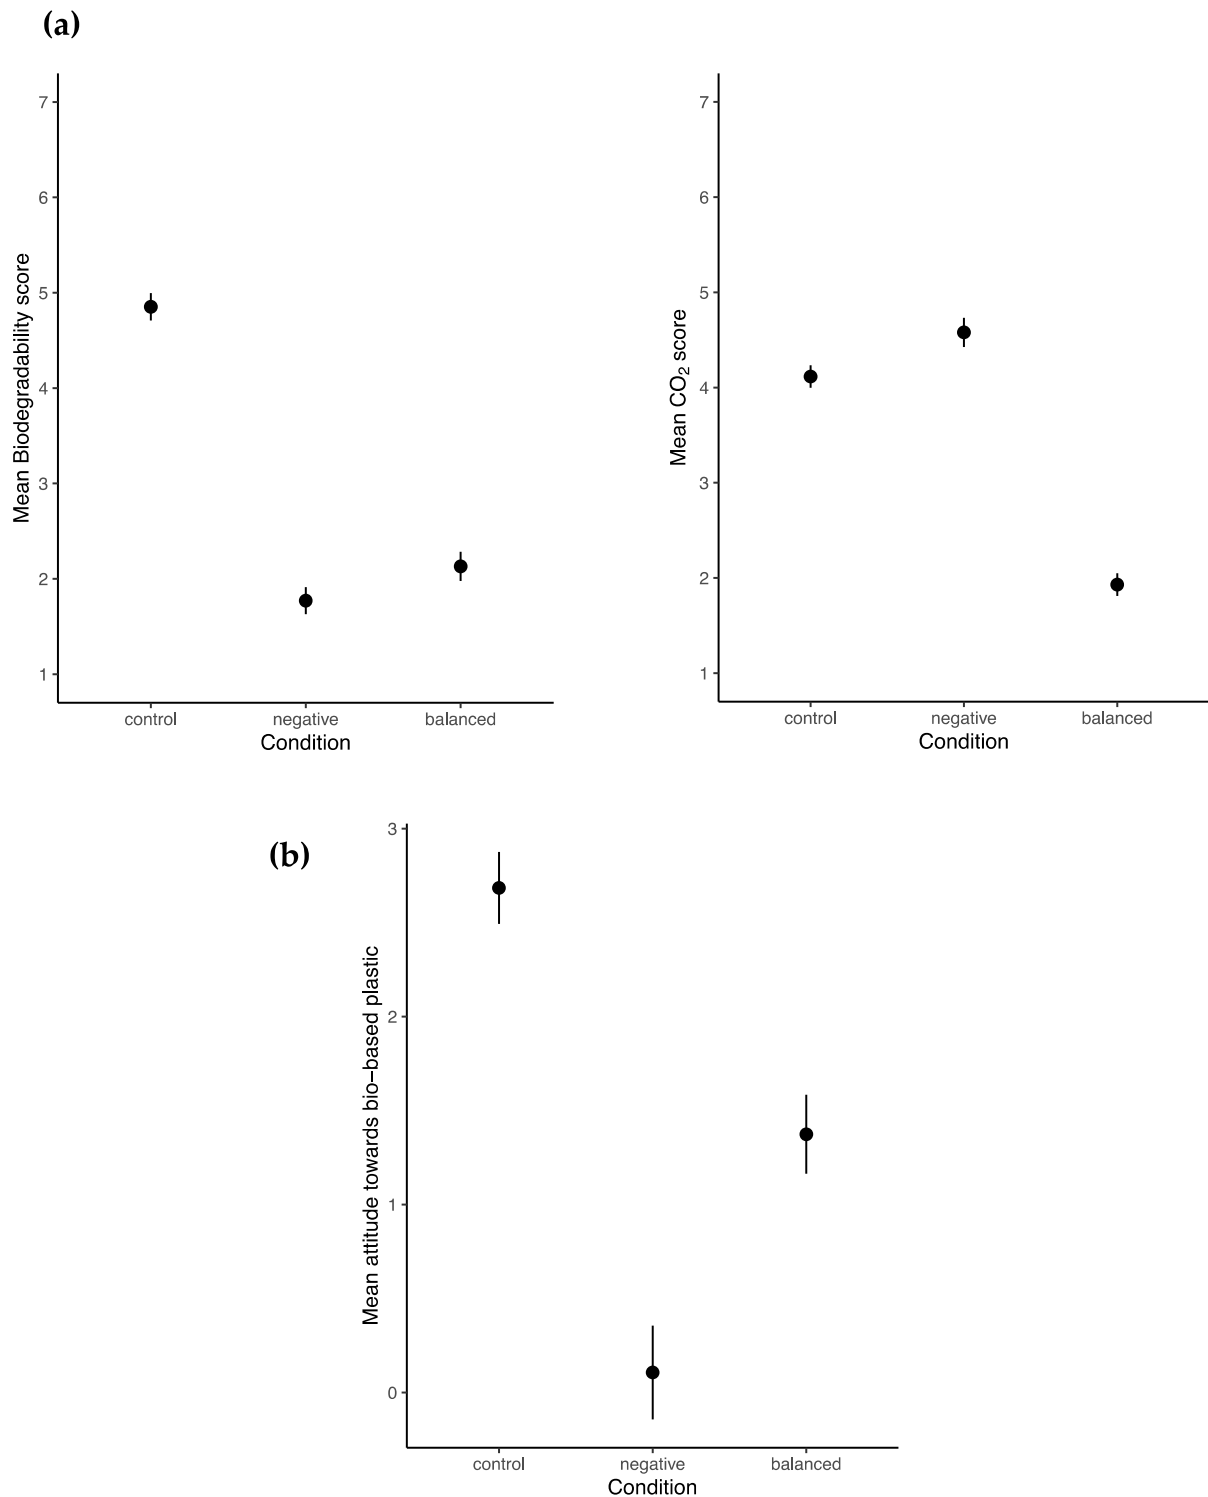 (a)
Mean Biodegradability score
7
6
5
4
3
2
1
control negative balanced
Condition
Mean CO₂ score
7
6
5
4
3
2
1
control negative balanced
Condition
(b)
Mean attitude towards bio−based plastic
3
2
1
0
control negative balanced
Condition